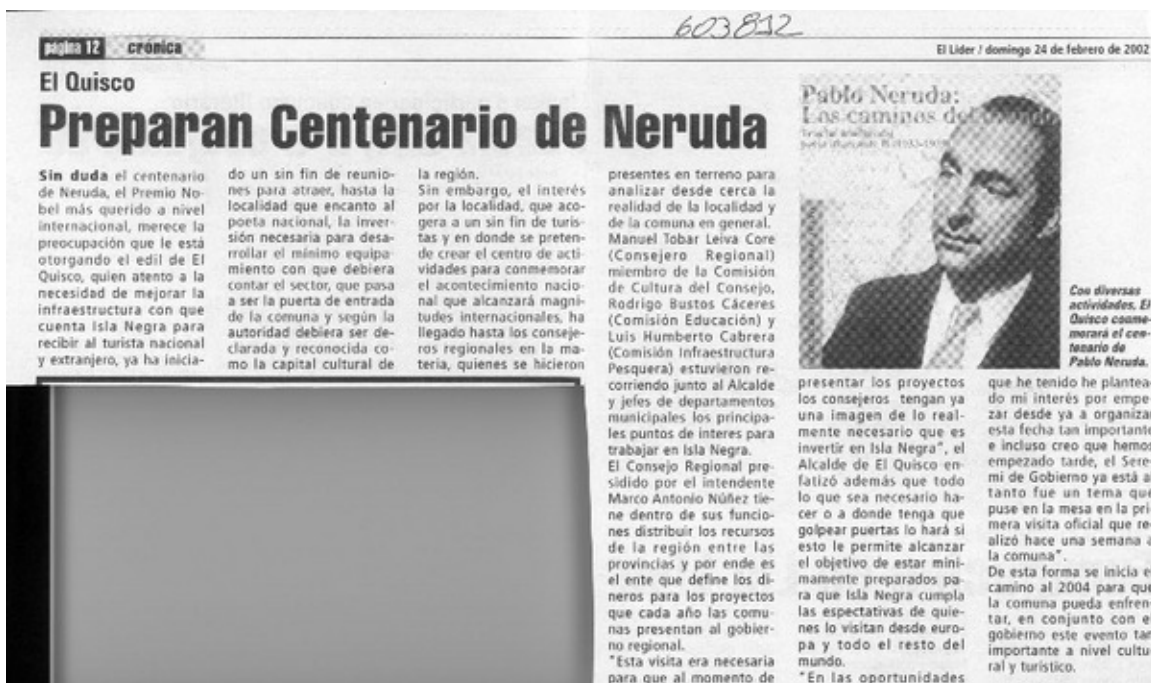 603812
página 12 crónica
El Lider / domingo 24 de febrero de 2002
El Quisco
Preparan Centenario de Neruda
Sin duda el centenario
de Neruda, el Premio No-
bel más querido a nivel
internacional, merece la
preocupación que le está
otorgando el edil de El
Quisco, quien atento a la
necesidad de mejorar la
infraestructura con que
cuenta Isla Negra para
recibir al turista nacional
y extranjero, ya ha inicia-
do un sin fin de reunio-
nes para atraer, hasta la
localidad que encanto al
poeta nacional, la inver-
sión necesaria para desa-
rrollar el mínimo equipa-
miento con que debiera
contar el sector, que pasa
a ser la puerta de entrada
de la comuna y según la
autoridad debiera ser de-
clarada y reconocida co-
mo la capital cultural de
la región.
Sin embargo, el interés
por la localidad, que aco-
gera a un sin fin de turis-
tas y en donde se preten-
de crear el centro de acti-
vidades para conmemorar
el acontecimiento nacio-
nal que alcanzará magni-
tudes internacionales, ha
llegado hasta los conseje-
ros regionales en la ma-
teria, quienes se hicieron
presentes en terreno para
analizar desde cerca la
realidad de la localidad y
de la comuna en general.
Manuel Tobar Leiva Core
(Consejero Regional)
miembro de la Comisión
de Cultura del Consejo,
Rodrigo Bustos Cáceres
(Comisión Educación) y
Luis Humberto Cabrera
(Comisión Infraestructura
Pesquera) estuvieron re-
corriendo junto al Alcalde
y jefes de departamentos
municipales los principa-
les puntos de interes para
trabajar en Isla Negra.
El Consejo Regional pre-
sidido por el intendente
Marco Antonio Núñez tie-
ne dentro de sus funcio-
nes distribuir los recursos
de la región entre las
provincias y por ende es
el ente que define los di-
neros para los proyectos
que cada año las comu-
nas presentan al gobier-
no regional.
"Esta visita era necesaria
para que al momento de
Pablo Neruda:
Los caminos de
Con diversas
actividades, El
Quisco conme-
morará el cen-
tenario de
Pablo Neruda.
presentar los proyectos
los consejeros tengan ya
una imagen de lo real-
mente necesario que es
invertir en Isla Negra", el
Alcalde de El Quisco en-
fatizó además que todo
lo que sea necesario ha-
cer o a donde tenga que
golpear puertas lo hará si
esto le permite alcanzar
el objetivo de estar mini-
mamente preparados pa-
ra que Isla Negra cumpla
las espectativas de quie-
nes lo visitan desde euro-
pa y todo el resto del
mundo.
"En las oportunidades
que he tenido he plantea-
do mi interés por empe-
zar desde ya a organizar
esta fecha tan importante
e incluso creo que hemos
empezado tarde, el Sere-
mi de Gobierno ya está al
tanto fue un tema que
puse en la mesa en la pri-
mera visita oficial que re-
alizó hace una semana a
la comuna".
De esta forma se inicia el
camino al 2004 para que
la comuna pueda enfren-
tar, en conjunto con el
gobierno este evento tan
importante a nivel cultu-
ral y turístico.